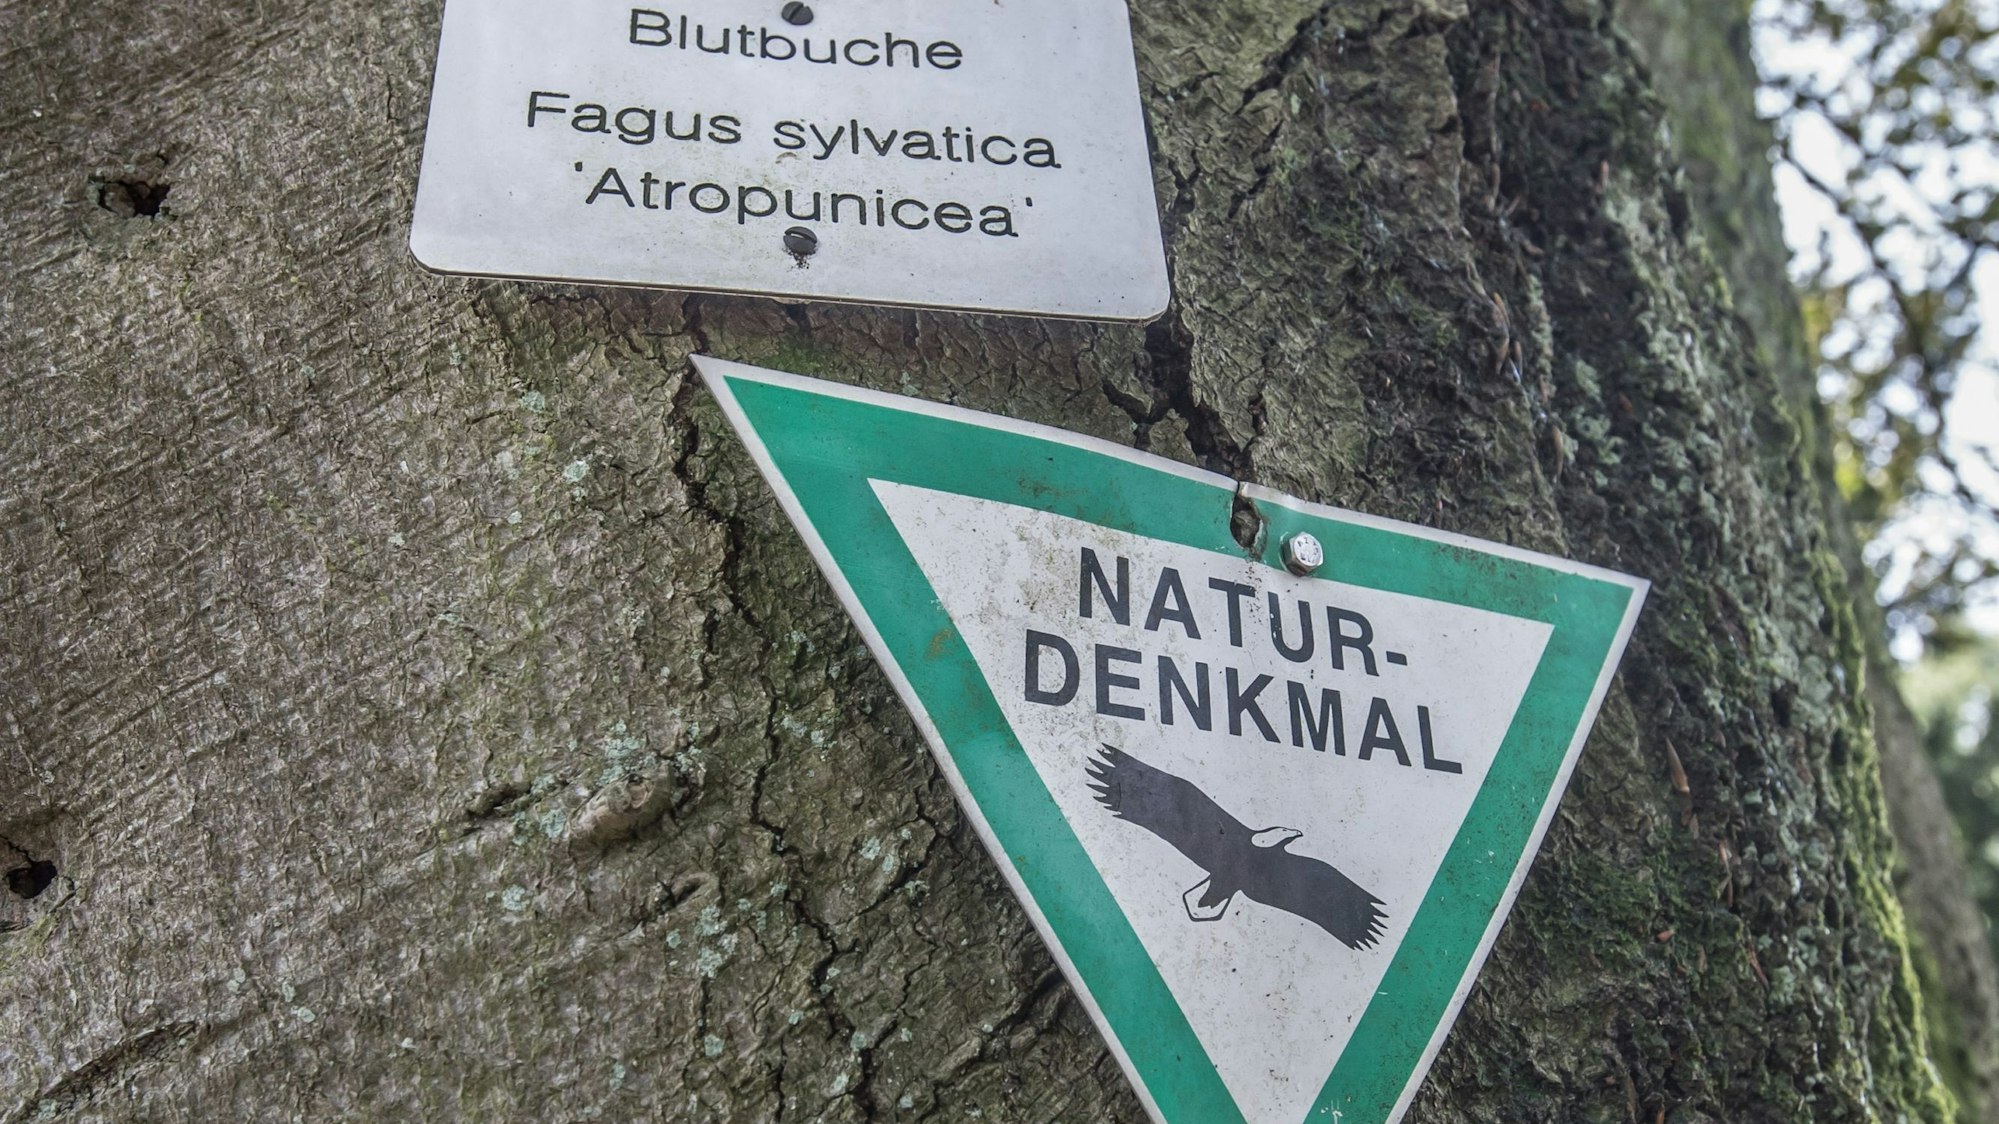 Blutbuche
Fagus sylvatica
'Atropunicea'
NATUR-
DENKMAL